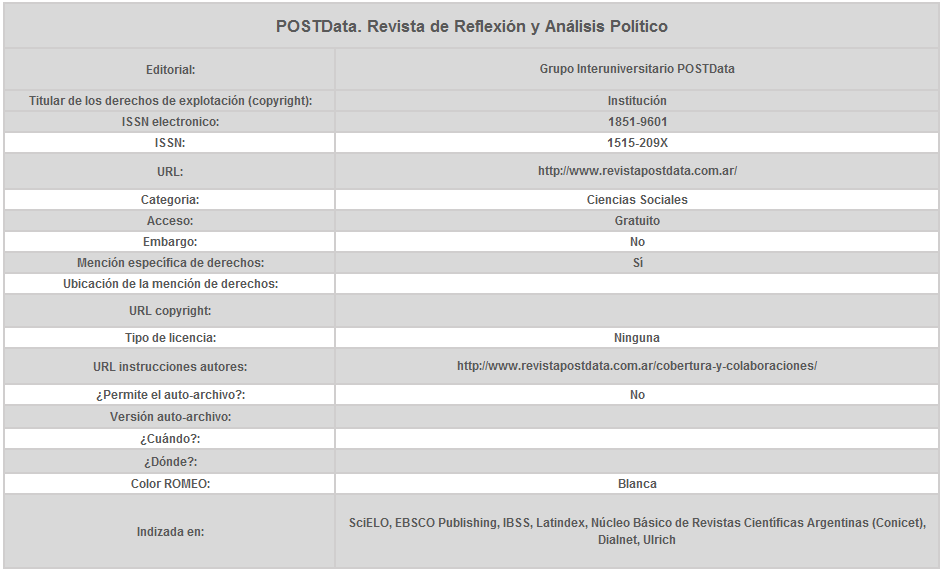 POSTData. Revista de Reflexión y Análisis Político
Editorial: Grupo Interuniversitario POSTData
Titular de los derechos de explotación (copyright): Institución
ISSN electronico: 1851-9601
ISSN: 1515-209X
URL: http://www.revistapostdata.com.ar/
Categoria: Ciencias Sociales
Acceso: Gratuito
Embargo: No
Mención específica de derechos: Si
Ubicación de la mención de derechos:
URL copyright:
Tipo de licencia: Ninguna
URL instrucciones autores: http://www.revistapostdata.com.ar/cobertura-y-colaboraciones/
¿Permite el auto-archivo?: No
Versión auto-archivo:
¿Cuándo?:
¿Dónde?:
Color ROMEO: Blanca
Indizada en: SciELO, EBSCO Publishing, IBSS, Latindex, Núcleo Básico de Revistas Científicas Argentinas (Conicet),
Dialnet, Ulrich